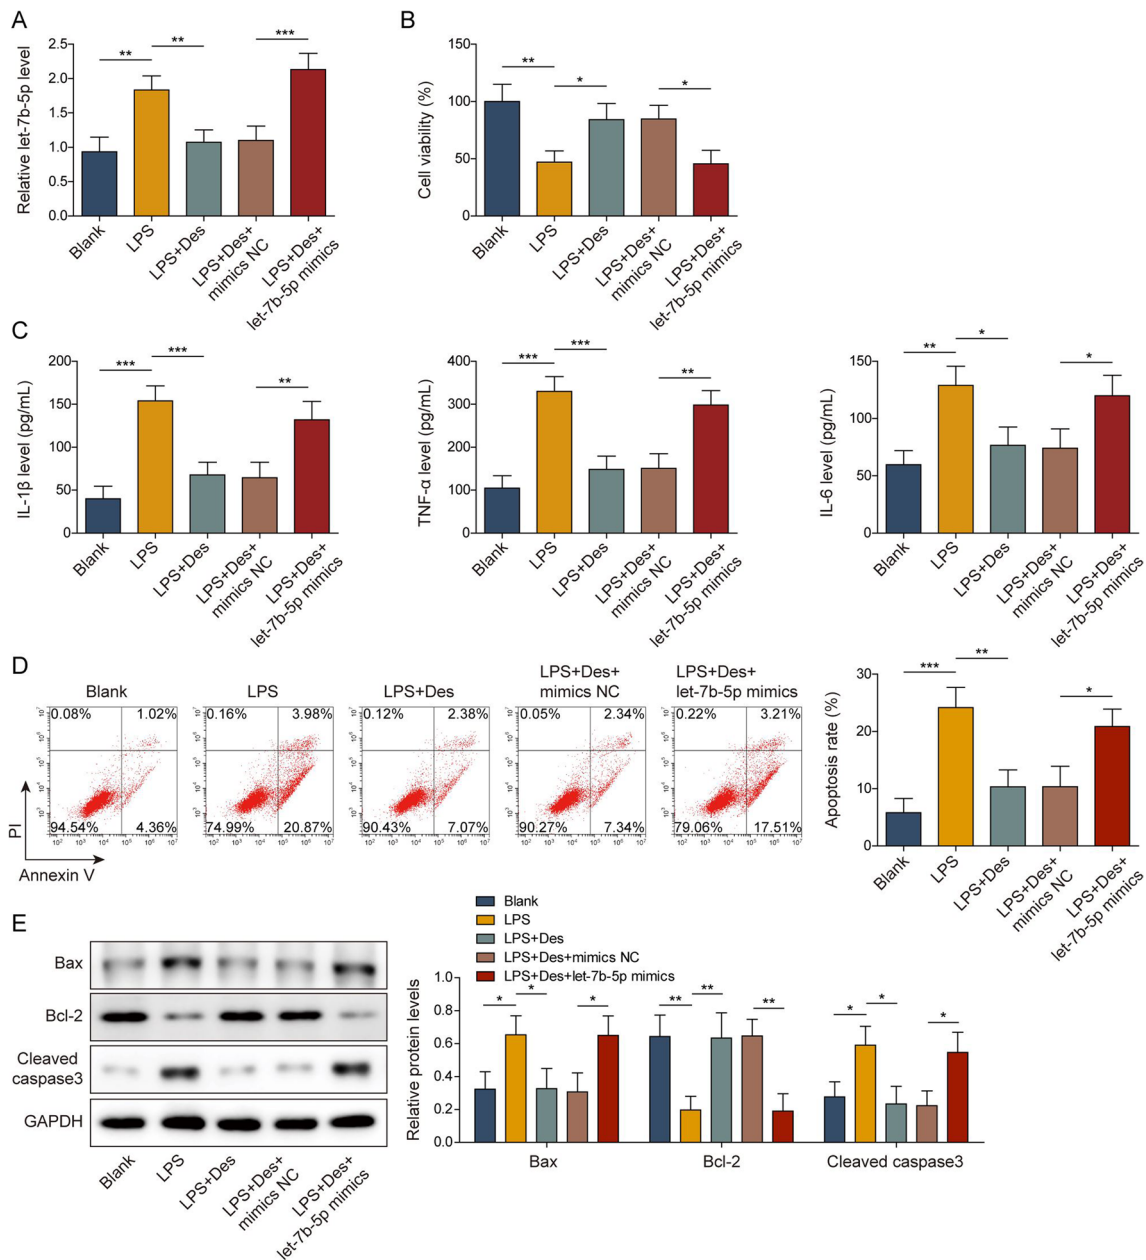 A
Relative let-7b-5p level
2.5
2.0
1.5
1.0
0.5
0.0
** ** ***
Blank
LPS
LPS+Des
LPS+Des+
mimics NC
LPS+Des+
let-7b-5p mimics
B
Cell viability (%)
150
100
50
0
** * *
Blank
LPS
LPS+Des
LPS+Des+
mimics NC
LPS+Des+
let-7b-5p mimics
C
IL-1β level (pg/mL)
200
150
100
50
0
*** *** **
Blank
LPS
LPS+Des
LPS+Des+
mimics NC
LPS+Des+
let-7b-5p mimics
TNF-α level (pg/mL)
400
300
200
100
0
*** *** **
Blank
LPS
LPS+Des
LPS+Des+
mimics NC
LPS+Des+
let-7b-5p mimics
IL-6 level (pg/mL)
150
100
50
0
** * *
Blank
LPS
LPS+Des
LPS+Des+
mimics NC
LPS+Des+
let-7b-5p mimics
D
Blank
0.08% 1.02%
94.54% 4.36%
LPS
0.16% 3.98%
74.99% 20.87%
LPS+Des
0.12% 2.38%
90.43% 7.07%
LPS+Des+
mimics NC
0.05% 2.34%
90.27% 7.34%
LPS+Des+
let-7b-5p mimics
0.22% 3.21%
79.06% 17.51%
PI
Annexin V
Apoptosis rate (%)
30
20
10
0
*** ** *
Blank
LPS
LPS+Des
LPS+Des+
mimics NC
LPS+Des+
let-7b-5p mimics
E
Bax
Bcl-2
Cleaved
caspase3
GAPDH
Blank
LPS
LPS+Des
LPS+Des+
mimics NC
LPS+Des+
let-7b-5p mimics
Blank
LPS
LPS+Des
LPS+Des+mimics NC
LPS+Des+let-7b-5p mimics
Relative protein levels
1.0
0.8
0.6
0.4
0.2
0.0
* * * ** ** ** * * *
Bax
Bcl-2
Cleaved caspase3